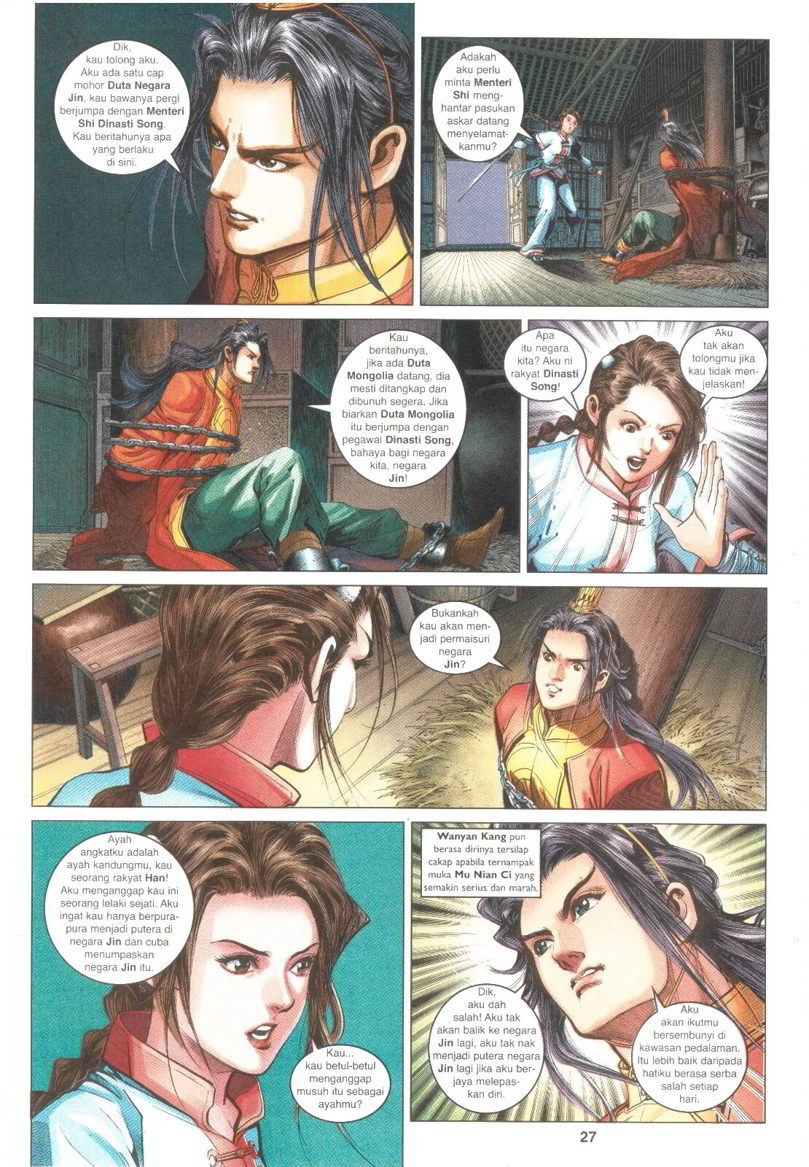 Dik,
kau tolong aku.
Aku ada satu cap
mohor Duta Negara
Jin, kau bawanya pergi
berjumpa dengan Menteri
Shi Dinasti Song.
Kau beritahunya apa
yang berlaku
di sini.
Adakah
aku perlu
minta Menteri
Shi meng-
hantar pasukan
askar datang
menyelamat-
kanmu?
Kau
beritahunya,
jika ada Duta
Mongolia datang, dia
mesti ditangkap dan
dibunuh segera. Jika
biarkan Duta Mongolia
itu berjumpa dengan
pegawai Dinasti Song,
bahaya bagi negara
kita, negara
Jin!
Apa
itu negara
kita? Aku ni
rakyat Dinasti
Song!
Aku
tak akan
tolongmu jika
kau tidak men-
jelaskan!
Bukankah
kau akan men-
jadi permaisuri
negara
Jin?
Ayah
angkatku adalah
ayah kandungmu, kau
seorang rakyat Han!
Aku menganggap kau ini
seorang lelaki sejati. Aku
ingat kau hanya berpura-
pura menjadi putera di
negara Jin dan cuba
menumpaskan
negara Jin itu.
Kau...
kau betul-betul
menganggap
musuh itu sebagai
ayahmu?
Wanyan Kang pun
berasa dirinya tersilap
cakap apabila ternampak
muka Mu Nian Ci yang
semakin serius dan marah.
Dik,
aku dah
salah! Aku tak
akan balik ke negara
Jin lagi, aku tak nak
menjadi putera negara
Jin lagi jika aku ber-
jaya melepas-
kan diri.
Aku
akan ikutmu
bersembunyi di
kawasan pedalaman.
Itu lebih baik daripada
hatiku berasa serba
salah setiap
hari.
27